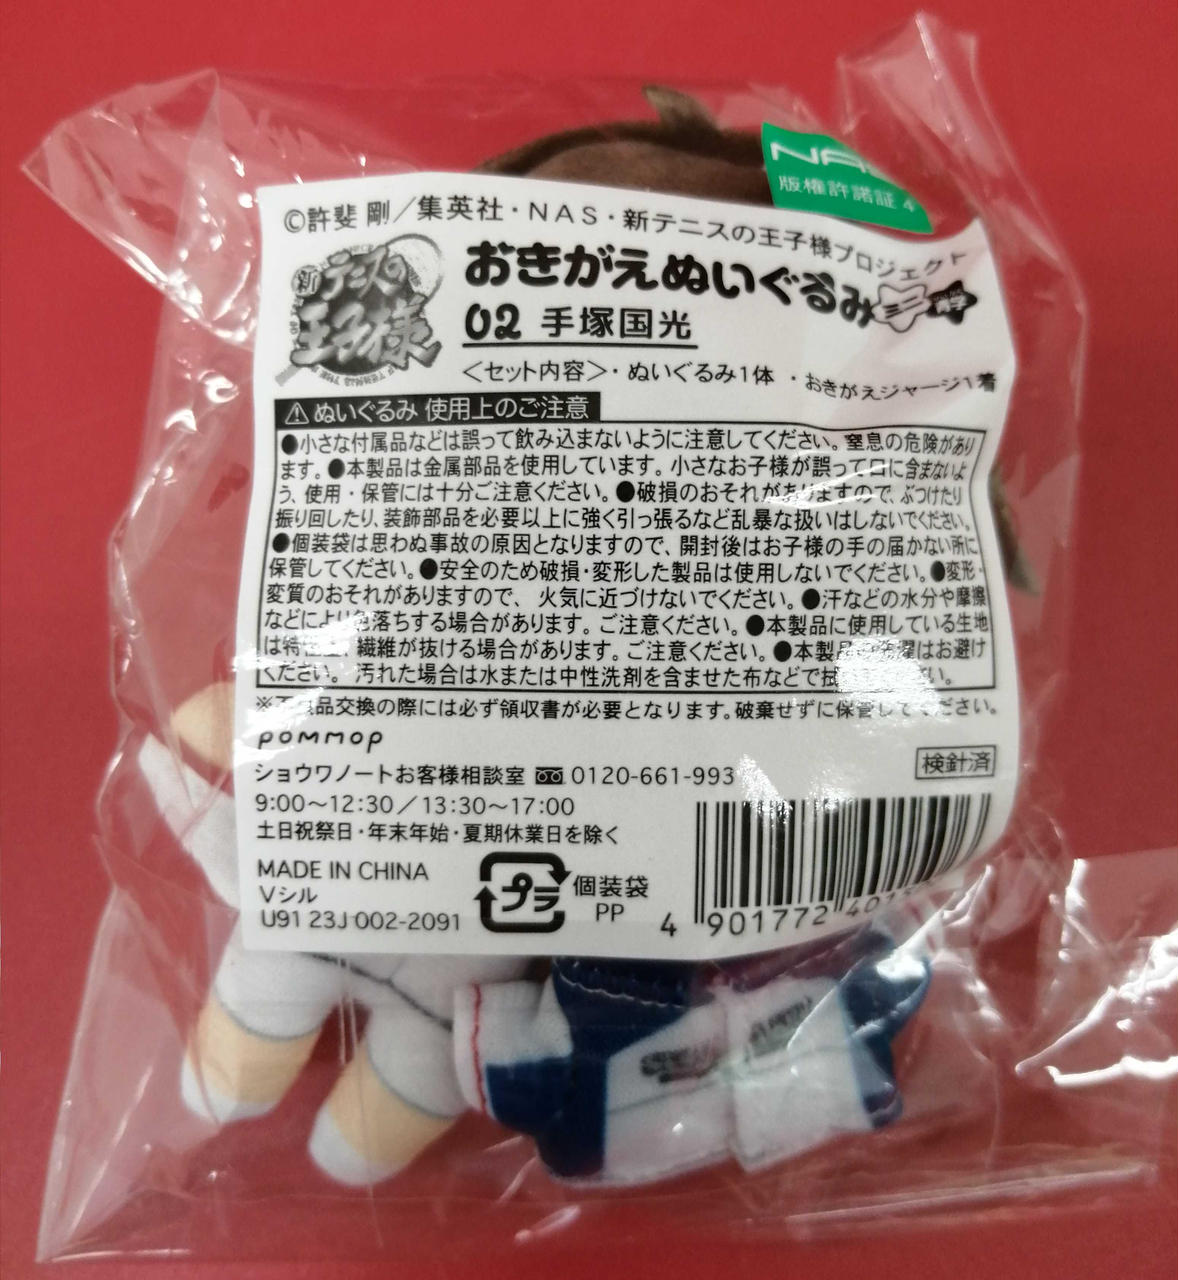 版権許諾証 4
©許斐 剛／集英社・NAS・新テニスの王子様プロジェクト
新テニスの
王子様
おきがえぬいぐるみ ミニ 青学
02 手塚国光
＜セット内容＞・ぬいぐるみ1体 ・おきがえジャージ1着
⚠ぬいぐるみ 使用上のご注意
●小さな付属品などは誤って飲み込まないように注意してください。窒息の危険があり
ます。●本製品は金属部品を使用しています。小さなお子様が誤って口に含まないよ
う、使用・保管には十分ご注意ください。●破損のおそれがありますので、ぶつけたり
振り回したり、装飾部品を必要以上に強く引っ張るなど乱暴な扱いはしないでください。
●個装袋は思わぬ事故の原因となりますので、開封後はお子様の手の届かない所に
保管してください。●安全のため破損・変形した製品は使用しないでください。●変形・
変質のおそれがありますので、火気に近づけないでください。●汗などの水分や摩擦
などにより色落ちする場合があります。ご注意ください。●本製品に使用している生地
は特性上、繊維が抜ける場合があります。ご注意ください。●本製品の洗濯はお避け
ください。汚れた場合は水または中性洗剤を含ませた布などで拭 い。
※不良品交換の際には必ず領収書が必要となります。破棄せずに保管してください。
pommop
ショウワノートお客様相談室 0120-661-993
検針済
9:00～12:30／13:30～17:00
土日祝祭日・年末年始・夏期休業日を除く
MADE IN CHINA
Vシル
U91 23J 002-2091
プラ
個装袋
PP
4 901772